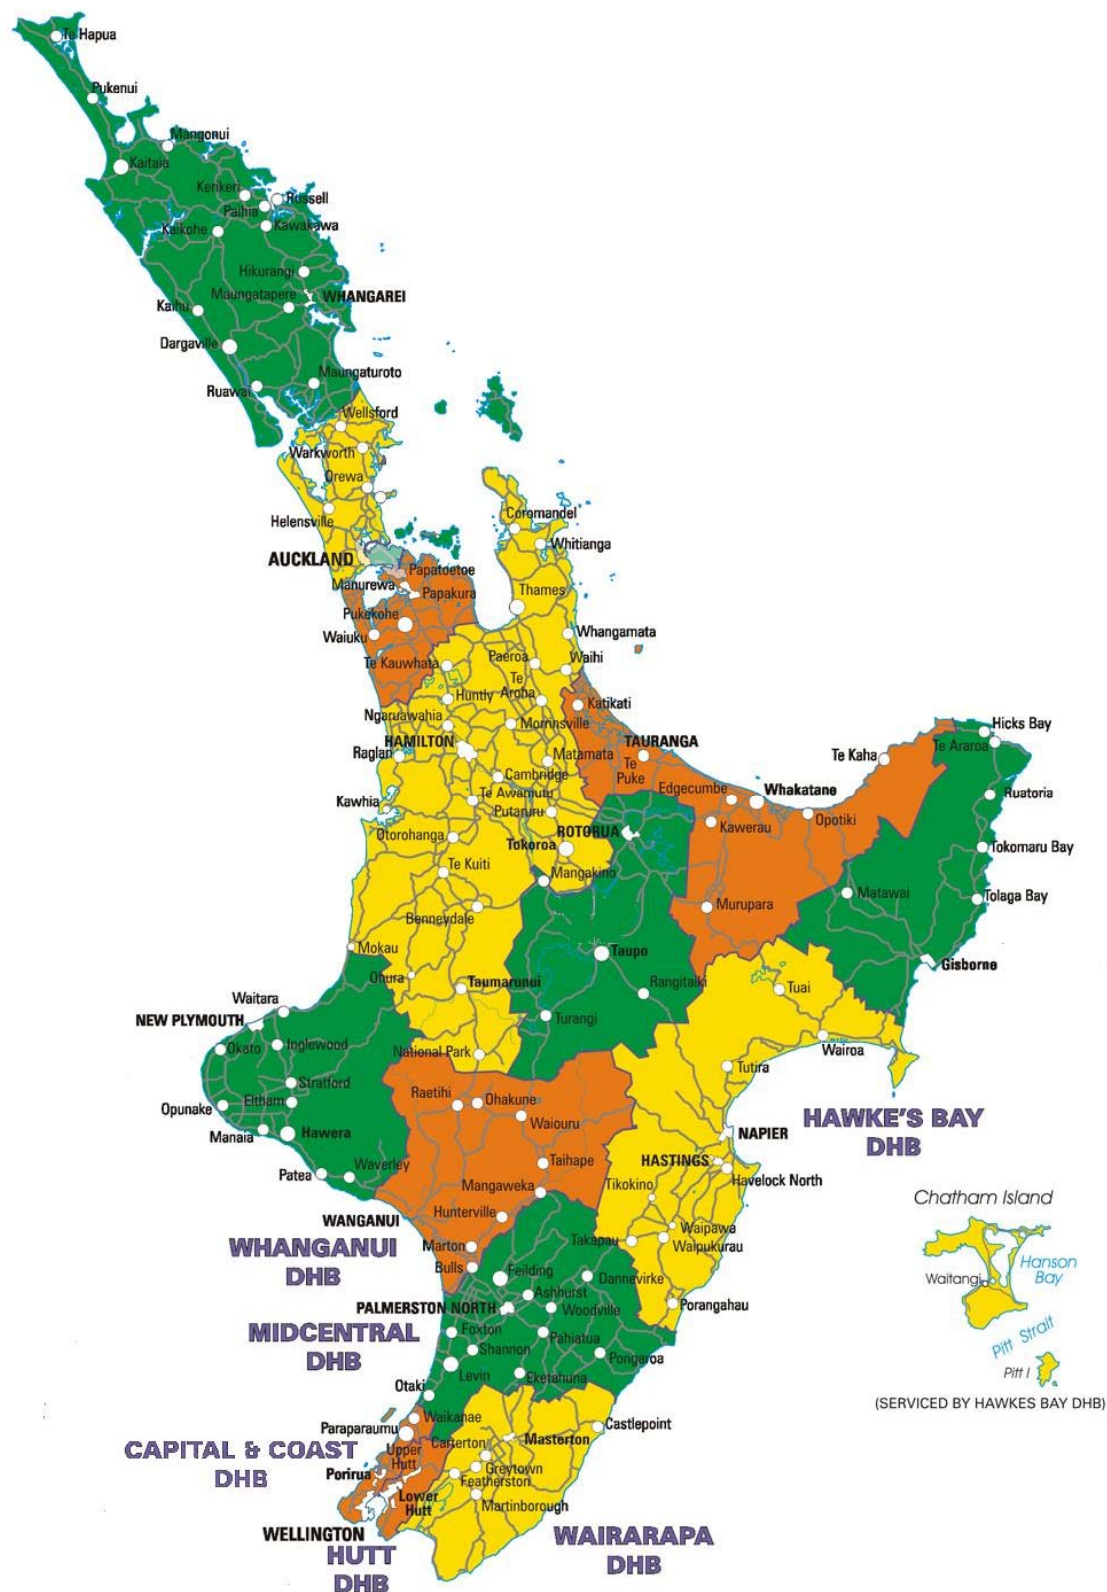 Te Hapua
Pukenui
Mangonui
Kaitaia
Kerikeri
Russell
Paihia
Kaikohe
Kawakawa
Hikurangi
Maungatapere
WHANGAREI
Kaihu
Dargaville
Maungaturoto
Ruawai
Wellsford
Warkworth
Orewa
Helensville
Coromandel
Whitianga
AUCKLAND
Papatoetoe
Manurewa
Papakura
Thames
Pukekohe
Waiuku
Whangamata
Te Kauwhata
Paeroa
Waihi
Te
Aroha
Huntly
Katikati
Ngaruawahia
Morrinsville
HAMILTON
TAURANGA
Hicks Bay
Te Araroa
Raglan
Matamata
Te
Puke
Te Kaha
Cambridge
Edgecumbe
Whakatane
Kawhia
Te Awamutu
Putaruru
Ruatoria
Opotiki
Otorohanga
ROTORUA
Kawerau
Tokoroa
Tokomaru Bay
Te Kuiti
Mangakino
Matawai
Tolaga Bay
Benneydale
Murupara
Mokau
Taupo
Gisborne
Ohura
Taumarunui
Rangitaiki
Tuai
Waitara
NEW PLYMOUTH
Turangi
Okato
Inglewood
National Park
Wairoa
Tutira
Stratford
Raetihi
Ohakune
Eltham
Opunake
Waiouru
HAWKE'S BAY
DHB
Manaia
Hawera
NAPIER
Taihape
HASTINGS
Patea
Waverley
Havelock North
Mangaweka
Tikokino
Chatham Island
WANGANUI
Hunterville
Waipawa
WHANGANUI
DHB
Marton
Takapau
Waipukurau
Hanson
Bay
Bulls
Feilding
Dannevirke
Waitangi
Ashhurst
PALMERSTON NORTH
Woodville
Porangahau
MIDCENTRAL
DHB
Foxton
Pahiatua
Pitt Strait
Shannon
Pongaroa
Levin
Eketahuna
Pitt I
Otaki
(SERVICED BY HAWKES BAY DHB)
Waikanae
Paraparaumu
Castlepoint
CAPITAL & COAST
DHB
Upper
Hutt
Carterton
Masterton
Porirua
Greytown
Featherston
Lower
Hutt
Martinborough
WELLINGTON
WAIRARAPA
DHB
HUTT
DHB